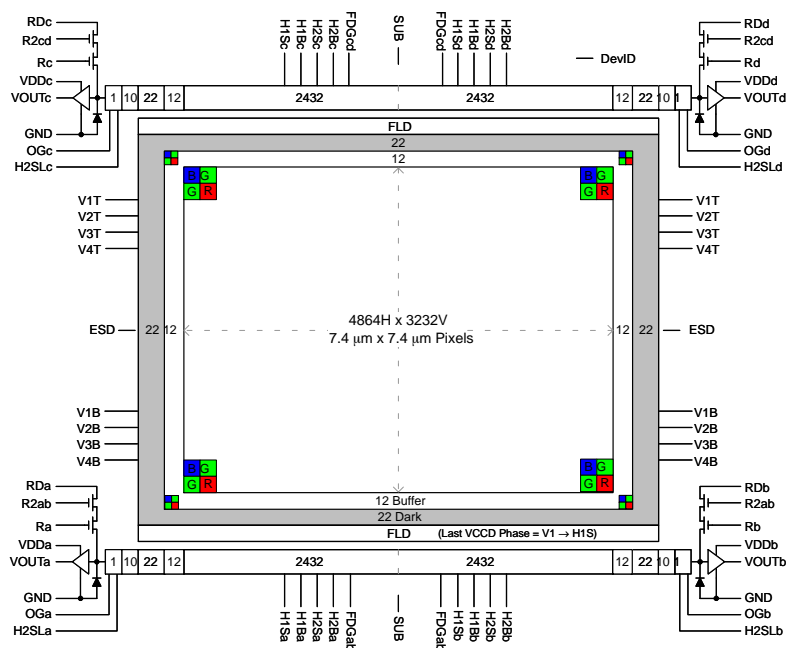 RDc
R2cd
Rc
VDDc
VOUTc
GND
OGc
H2SLc
H1Sc
H1Bc
H2Sc
H2Bc
FDGcd
SUB
FDGcd
H1Sd
H1Bd
H2Sd
H2Bd
DevID
RDd
R2cd
Rd
VDDd
VOUTd
GND
OGd
H2SLd
1 10 22 12 2432 2432 12 22 10 1
FLD
22
12
B G
G R
B G
G R
V1T
V2T
V3T
V4T
V1T
V2T
V3T
V4T
ESD
22 12
4864H x 3232V
7.4 μm x 7.4 μm Pixels
12 22
ESD
V1B
V2B
V3B
V4B
V1B
V2B
V3B
V4B
B G
G R
B G
G R
12 Buffer
22 Dark
FLD (Last VCCD Phase = V1 → H1S)
RDa
R2ab
Ra
VDDa
VOUTa
GND
OGa
H2SLa
1 10 22 12 2432 2432 12 22 10 1
H1Sa
H1Ba
H2Sa
H2Ba
FDGab
SUB
FDGab
H1Sb
H1Bb
H2Sb
H2Bb
RDb
R2ab
Rb
VDDb
VOUTb
GND
OGb
H2SLb